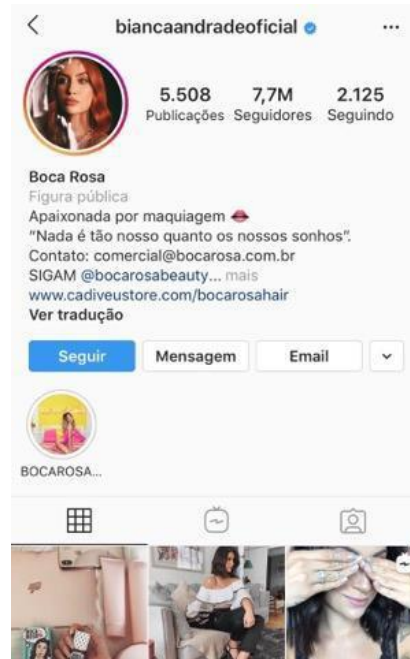 biancaandradeoficial
5.508 7,7M 2.125
Publicações Seguidores Seguindo
Boca Rosa
Figura pública
Apaixonada por maquiagem
“Nada é tão nosso quanto os nossos sonhos”.
Contato: comercial@bocarosa.com.br
SIGAM @bocarosabeauty... mais
www.cadiveustore.com/bocarosahair
Ver tradução
Seguir Mensagem Email
BOCAROSA...